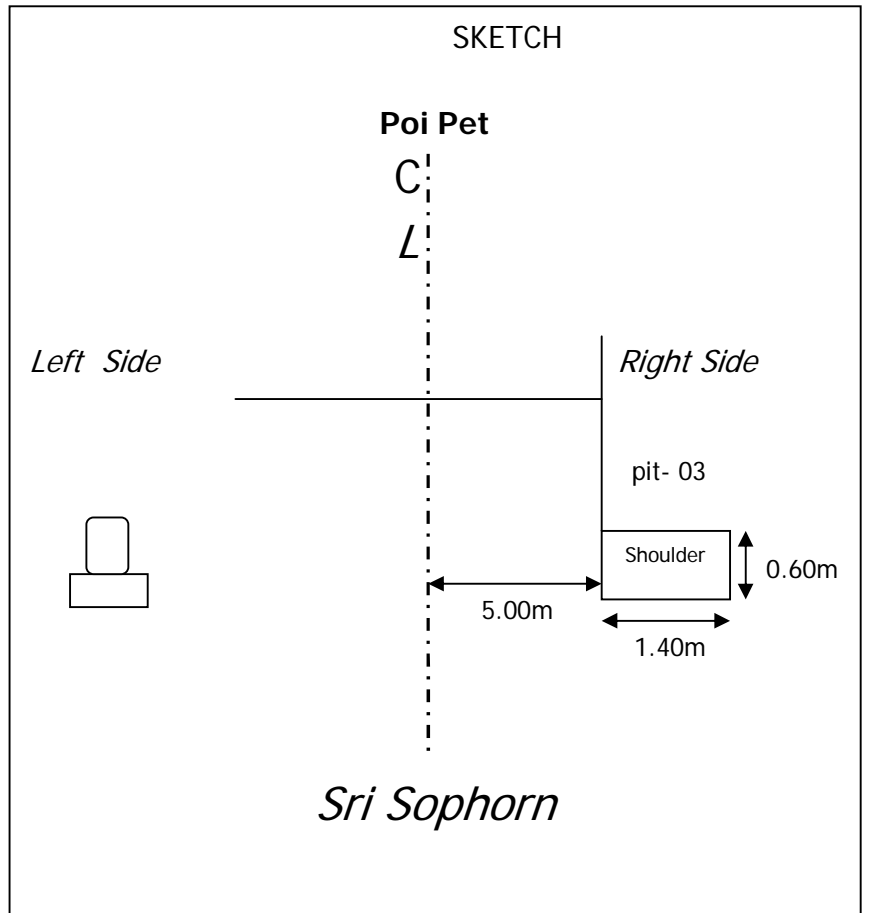 SKETCH
Poi Pet
C
L
Left Side
Right Side
pit- 03
Shoulder
0.60m
5.00m
1.40m
Sri Sophorn